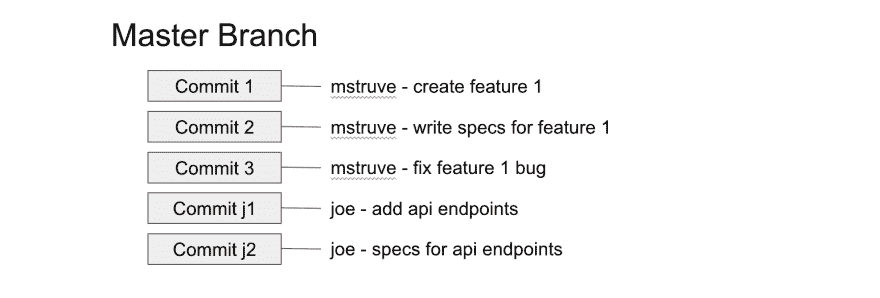 Master Branch
Commit 1 mstruve - create feature 1
Commit 2 mstruve - write specs for feature 1
Commit 3 mstruve - fix feature 1 bug
Commit j1 joe - add api endpoints
Commit j2 joe - specs for api endpoints